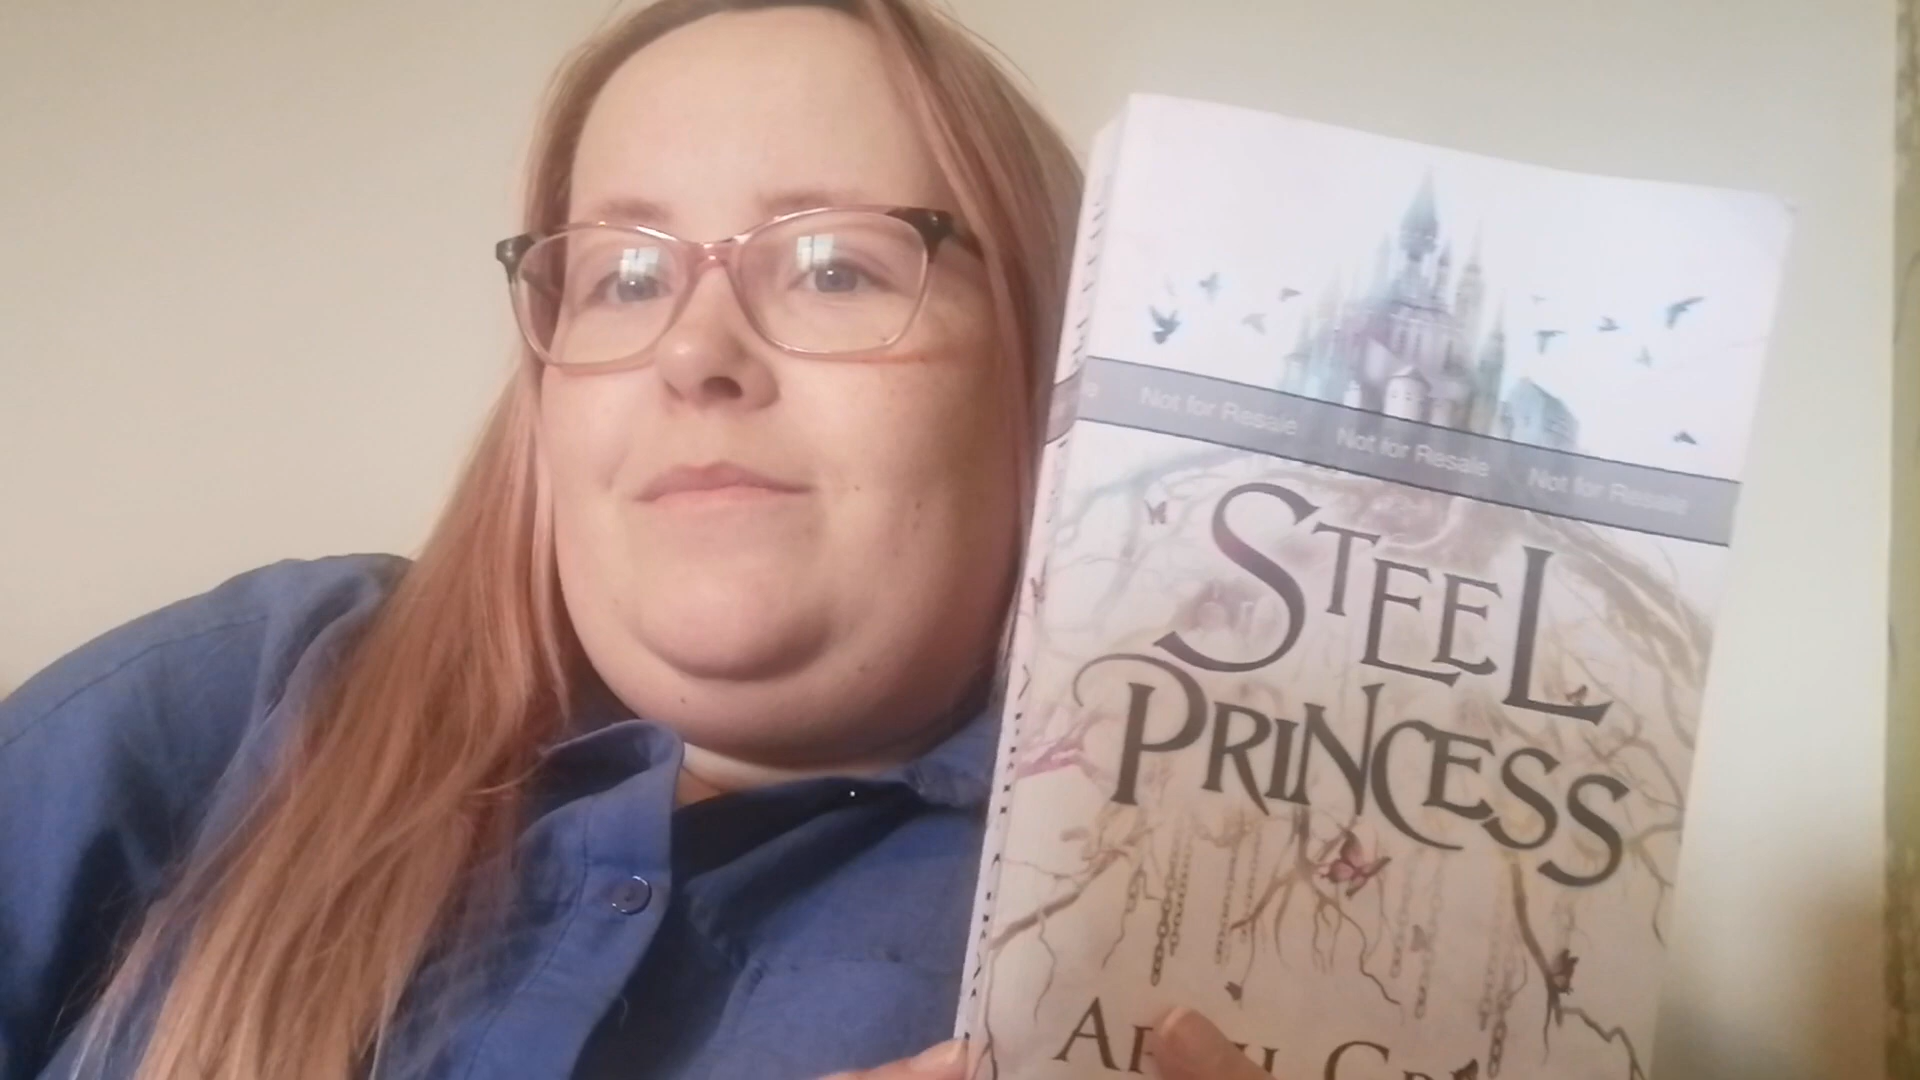 Not for Resale Not for Resale Not for Resale
STEEL
PRINCESS